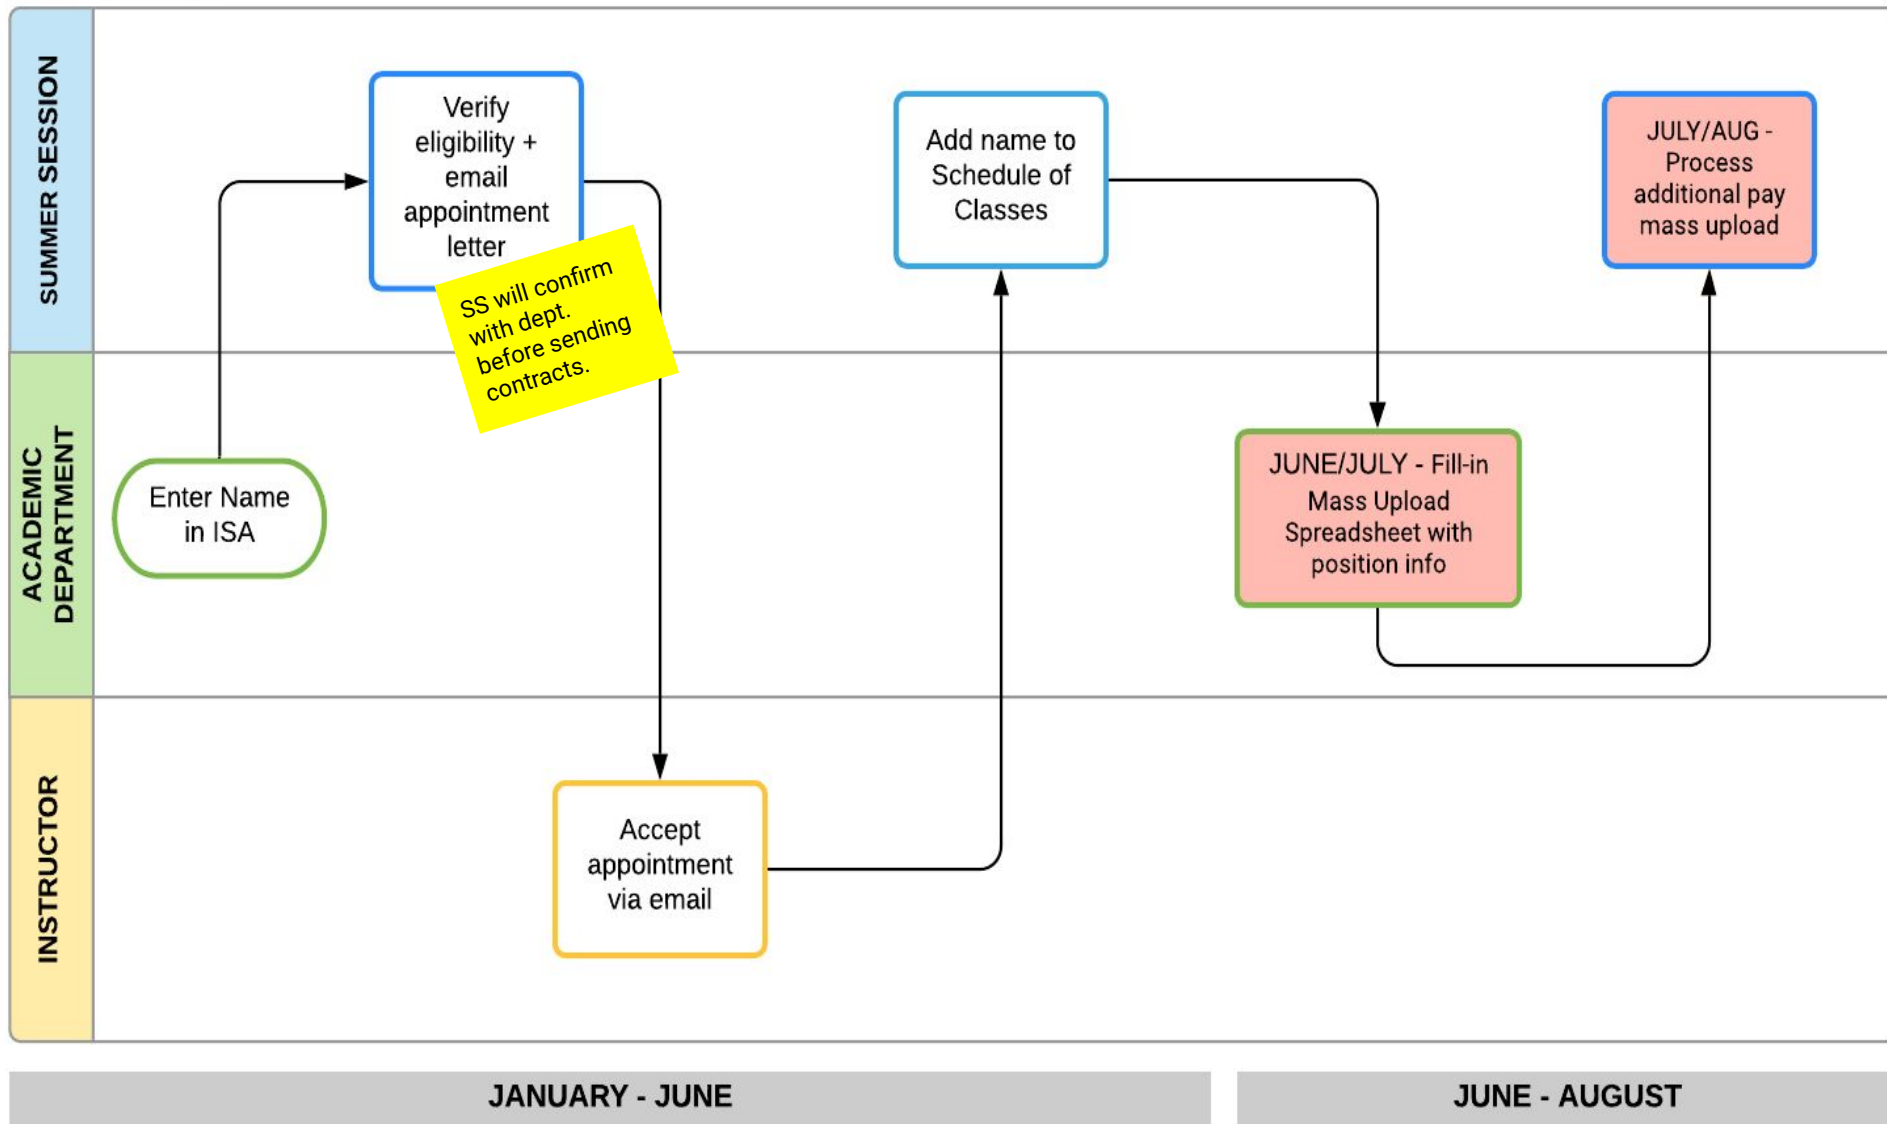 SUMMER SESSION
Verify
eligibility +
email
appointment
letter
SS will confirm
with dept.
before sending
contracts.
Add name to
Schedule of
Classes
JULY/AUG -
Process
additional pay
mass upload
ACADEMIC
DEPARTMENT
Enter Name
in ISA
JUNE/JULY - Fill-in
Mass Upload
Spreadsheet with
position info
INSTRUCTOR
Accept
appointment
via email
JANUARY - JUNE
JUNE - AUGUST